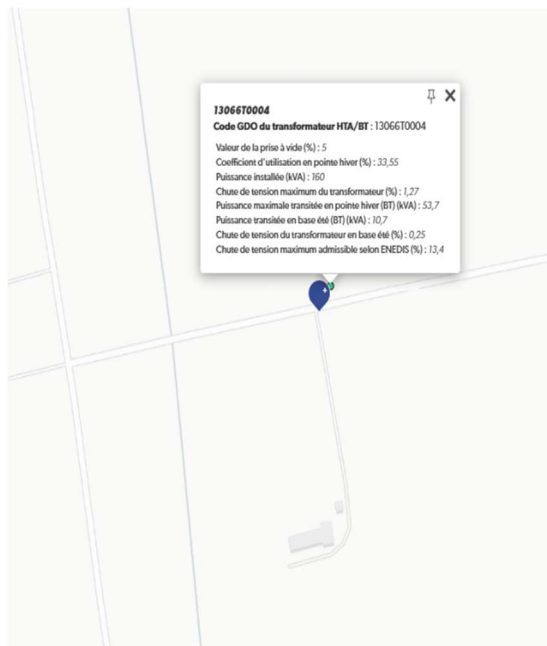 13066T0004
Code GDO du transformateur HTA/BT : 13066T0004
Valeur de la prise à vide (%) : 5
Coefficient d'utilisation en pointe hiver (%) : 33,55
Puissance installée (kVA) : 160
Chute de tension maximum du transformateur (%) : 1,27
Puissance maximale transitée en pointe hiver (BT) (kVA) : 53,7
Puissance transitée en base été (BT) (kVA) : 10,7
Chute de tension du transformateur en base été (%) : 0,25
Chute de tension maximum admissible selon ENEDIS (%) : 13,4